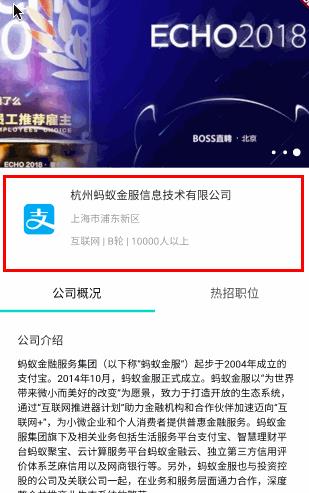 ECHO2018
饿了么
员工推荐雇主
EMPLOYEES' CHOICE
ECHO 2018 ·
BOSS直聘 · 北京
支
杭州蚂蚁金服信息技术有限公司
上海市浦东新区
互联网 | B轮 | 10000人以上
公司概况
热招职位
公司介绍
蚂蚁金融服务集团（以下称"蚂蚁金服"）起步于2004年成立的
支付宝。2014年10月，蚂蚁金服正式成立。蚂蚁金服以"为世界
带来微小而美好的改变"为愿景，致力于打造开放的生态系统，
通过"互联网推进器计划"助力金融机构和合作伙伴加速迈向"互
联网+"，为小微企业和个人消费者提供普惠金融服务。蚂蚁金
服集团旗下及相关业务包括生活服务平台支付宝、智慧理财平
台蚂蚁聚宝、云计算服务平台蚂蚁金融云、独立第三方信用评
价体系芝麻信用以及网商银行等。另外，蚂蚁金服也与投资控
股的公司及关联公司一起，在业务和服务层面通力合作，深度